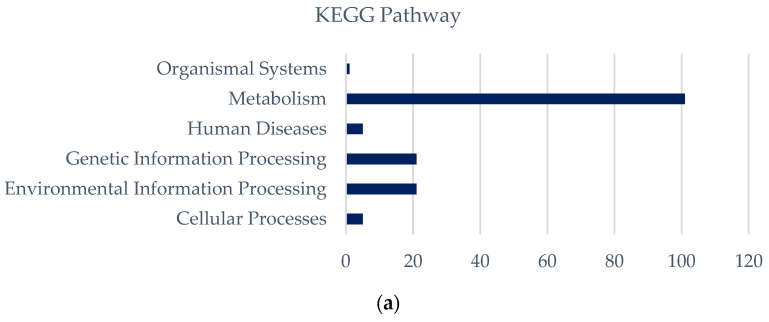 KEGG Pathway
Organismal Systems
Metabolism
Human Diseases
Genetic Information Processing
Environmental Information Processing
Cellular Processes
0 20 40 60 80 100 120
(a)